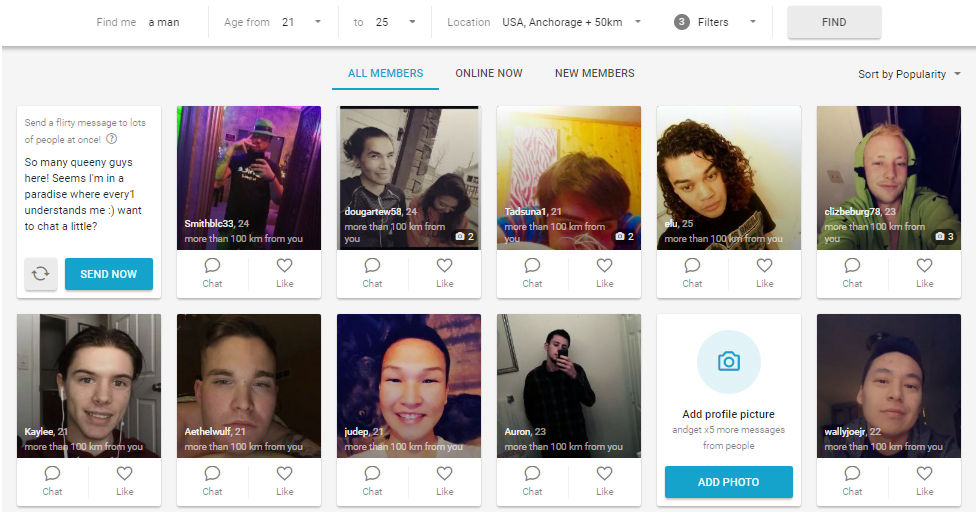 Find me a man Age from 21 to 25 Location USA, Anchorage + 50km 3 Filters FIND
ALL MEMBERS ONLINE NOW NEW MEMBERS Sort by Popularity
Send a flirty message to lots
of people at once! ?
So many queeny guys
here! Seems I'm in a
paradise where every1
understands me :) want
to chat a little?
SEND NOW
Smithblc33, 24
more than 100 km from you
Chat Like
dougartew58, 24
more than 100 km from
you
2
Chat Like
Tadsuna1, 21
more than 100 km from
you
2
Chat Like
elu, 25
more than 100 km from you
Chat Like
clizbeburg78, 23
more than 100 km from
you
3
Chat Like
Kaylee, 21
more than 100 km from you
Chat Like
Aethelwulf, 21
more than 100 km from you
Chat Like
judep, 21
more than 100 km from you
Chat Like
Auron, 23
more than 100 km from you
Chat Like
Add profile picture
andget x5 more messages
from people
ADD PHOTO
wallyjoejr, 22
more than 100 km from you
Chat Like